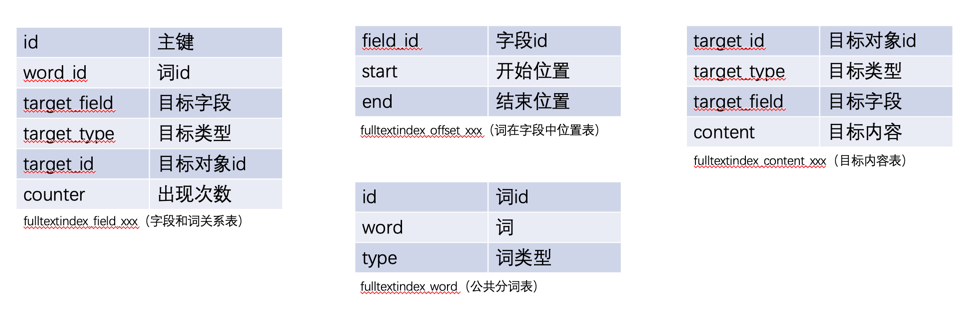 id 主键
word_id 词id
target_field 目标字段
target_type 目标类型
target_id 目标对象id
counter 出现次数
fulltextindex_field_xxx（字段和词关系表）
field_id 字段id
start 开始位置
end 结束位置
fulltextindex_offset_xxx（词在字段中位置表）
id 词id
word 词
type 词类型
fulltextindex_word（公共分词表）
target_id 目标对象id
target_type 目标类型
target_field 目标字段
content 目标内容
fulltextindex_content_xxx（目标内容表）